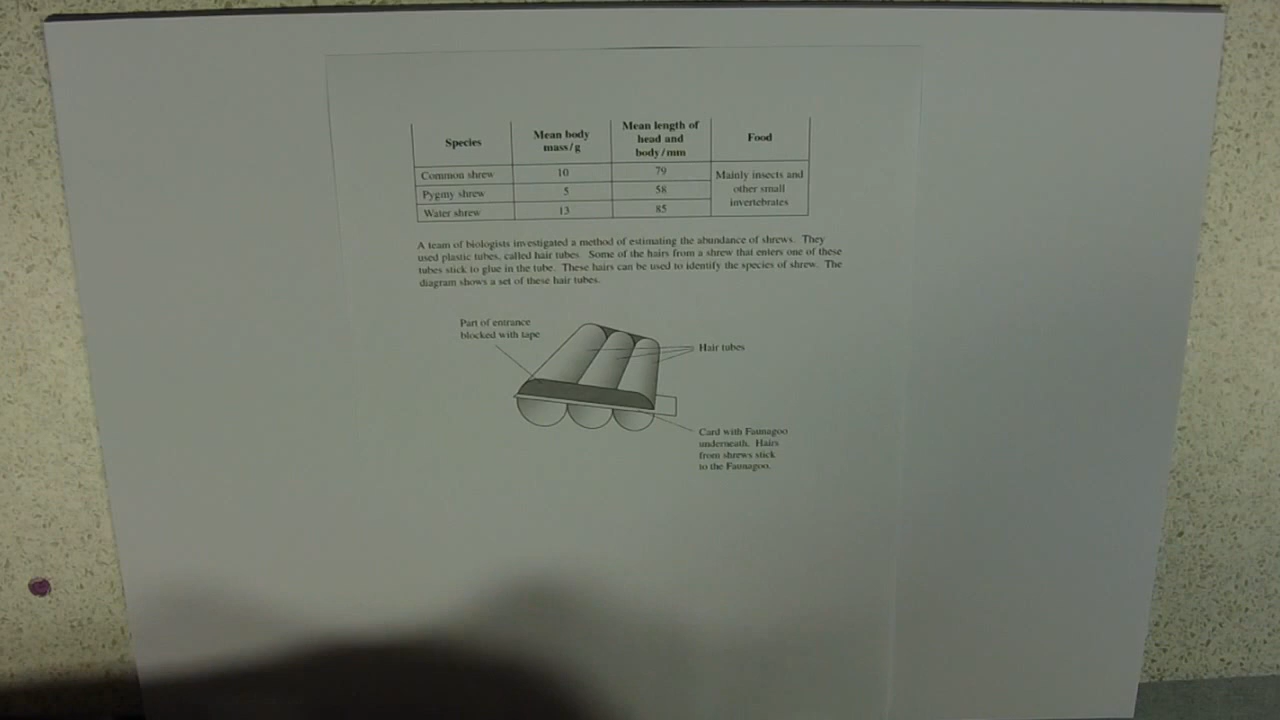 Species
Mean body
mass/g
Mean length of
head and
body/mm
Food
Common shrew 10 79
Pygmy shrew 5 58
Water shrew 13 85
Mainly insects and
other small
invertebrates
A team of biologists investigated a method of estimating the abundance of shrews. They
used plastic tubes, called hair tubes. Some of the hairs from a shrew that enters one of these
tubes stick to glue in the tube. These hairs can be used to identify the species of shrew. The
diagram shows a set of these hair tubes.
Part of entrance
blocked with tape
Hair tubes
Card with Faunagoo
underneath. Hairs
from shrews stick
to the Faunagoo.